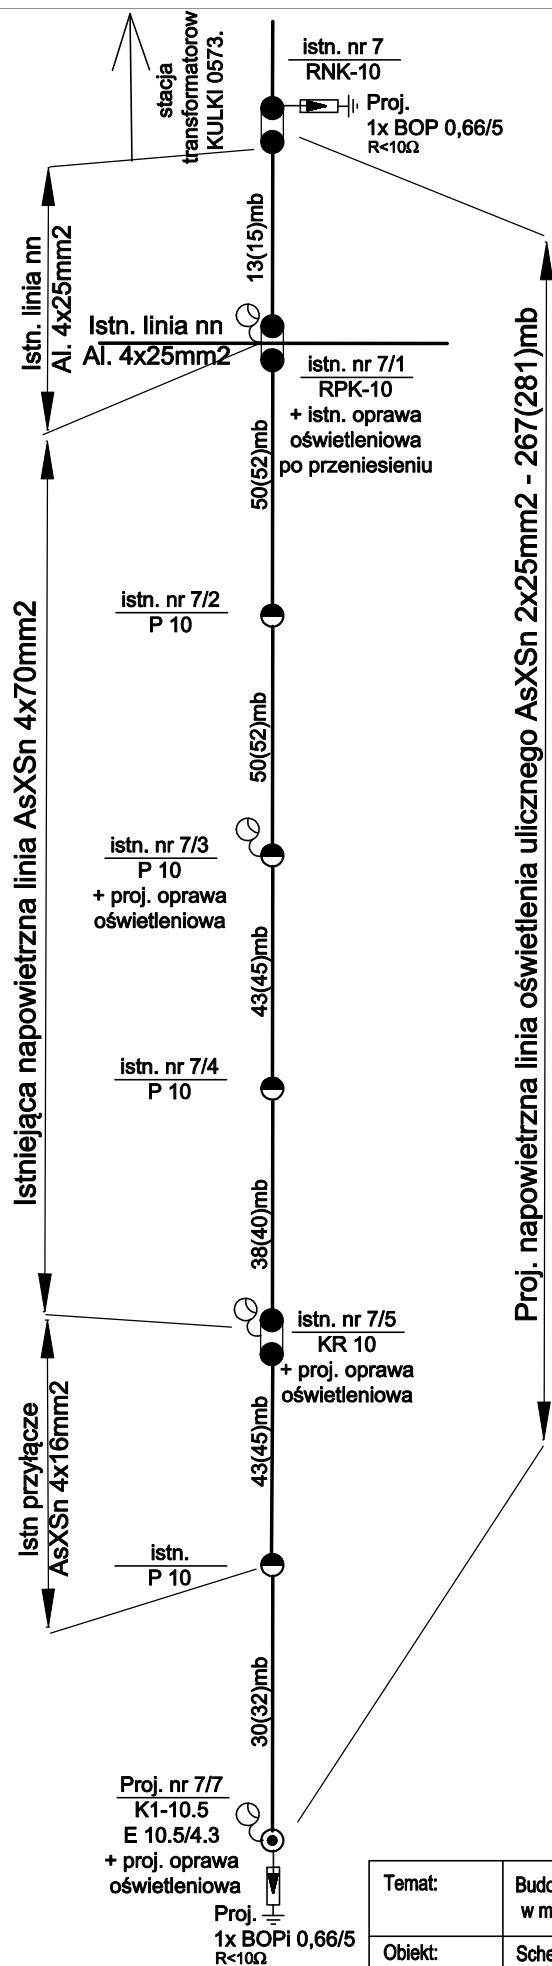 stacja
transformatorow
KULKI 0573.
istn. nr 7
RNK-10
Proj.
1x BOP 0,66/5
R<10Ω
13(15)mb
Istn. linia nn
Al. 4x25mm2
Istn. linia nn
Al. 4x25mm2
istn. nr 7/1
RPK-10
+ istn. oprawa
oświetleniowa
po przeniesieniu
50(52)mb
istn. nr 7/2
P 10
50(52)mb
Istniejąca napowietrzna linia AsXSn 4x70mm2
Proj. napowietrzna linia oświetlenia ulicznego AsXSn 2x25mm2 - 267(281)mb
istn. nr 7/3
P 10
+ proj. oprawa
oświetleniowa
43(45)mb
istn. nr 7/4
P 10
38(40)mb
istn. nr 7/5
KR 10
+ proj. oprawa
oświetleniowa
Istn przyłącze
AsXSn 4x16mm2
43(45)mb
istn.
P 10
30(32)mb
Proj. nr 7/7
K1-10.5
E 10.5/4.3
+ proj. oprawa
oświetleniowa
Proj.
1x BOPi 0,66/5
R<10Ω
Temat:
Budo
w m
Obiekt:
Sche